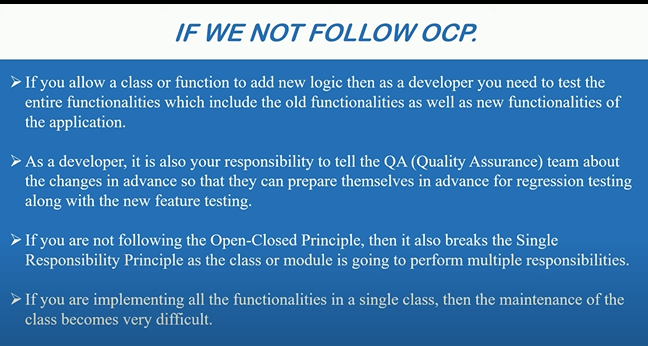 IF WE NOT FOLLOW OCP.
➢ If you allow a class or function to add new logic then as a developer you need to test the
entire functionalities which include the old functionalities as well as new functionalities of
the application.
➢ As a developer, it is also your responsibility to tell the QA (Quality Assurance) team about
the changes in advance so that they can prepare themselves in advance for regression testing
along with the new feature testing.
➢ If you are not following the Open-Closed Principle, then it also breaks the Single
Responsibility Principle as the class or module is going to perform multiple responsibilities.
➢ If you are implementing all the functionalities in a single class, then the maintenance of the
class becomes very difficult.